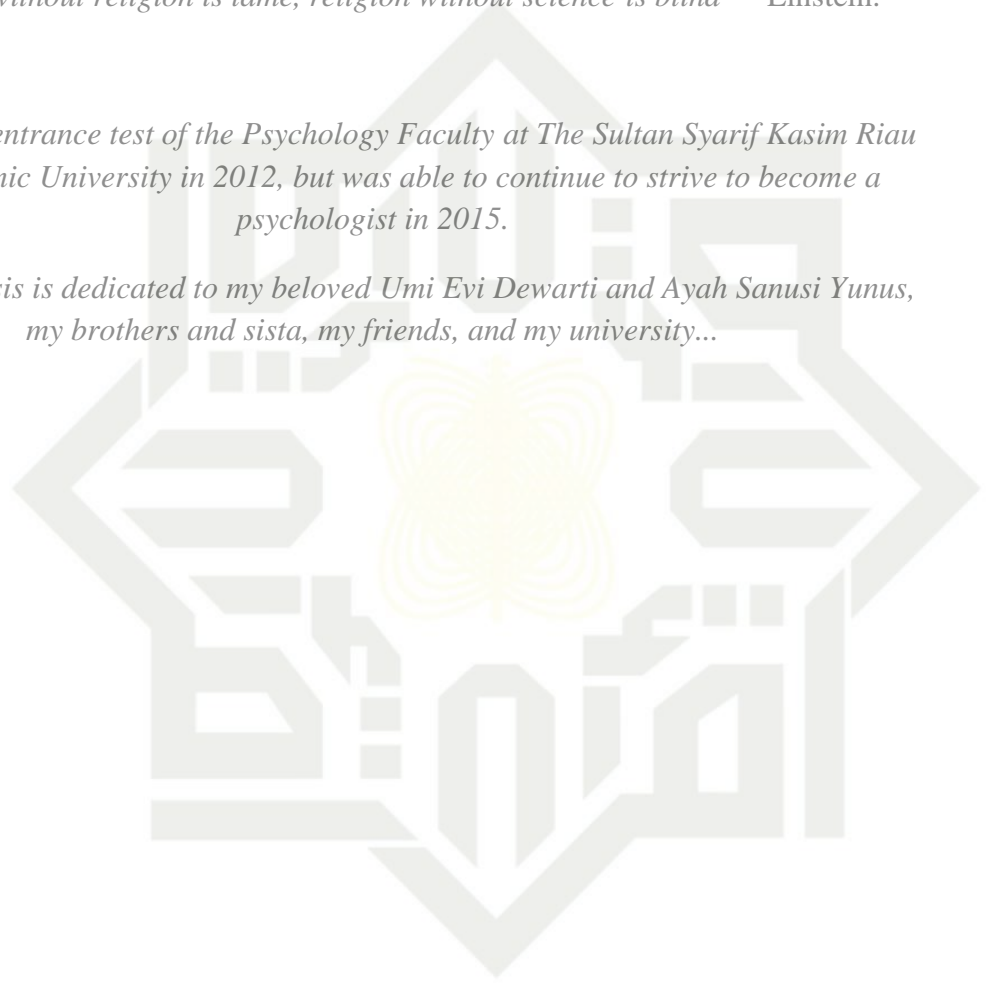 without religion is lame, religion without science is blind
Einstein.
entrance test of the Psychology Faculty at The Sultan Syarif Kasim Riau
nic University in 2012, but was able to continue to strive to become a
psychologist in 2015.
sis is dedicated to my beloved Umi Evi Dewarti and Ayah Sanusi Yunus,
my brothers and sista, my friends, and my university...